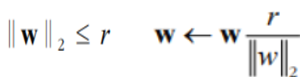 ‖w‖₂ ≤ r    w ← w r/‖w‖₂